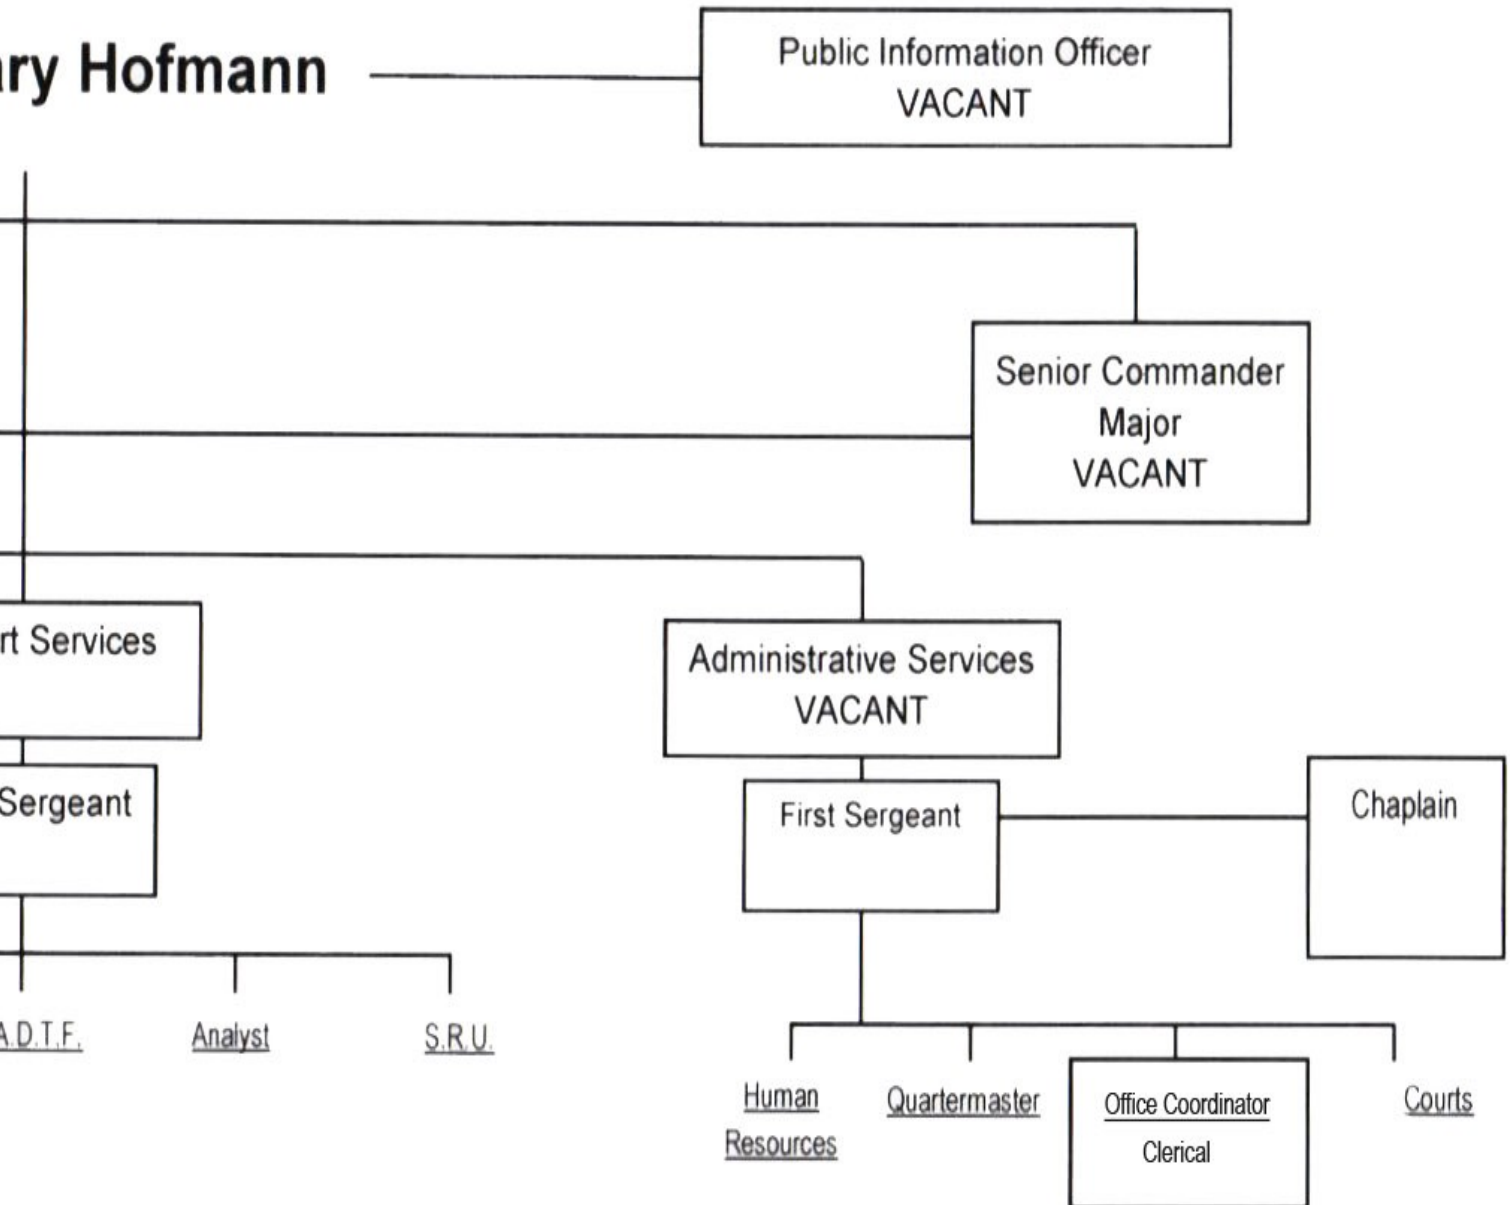 ary Hofmann
Public Information Officer
VACANT
Senior Commander
Major
VACANT
rt Services
Administrative Services
VACANT
Sergeant
First Sergeant
Chaplain
A.D.T.F.
Analyst
S.R.U.
Human
Resources
Quartermaster
Office Coordinator
Clerical
Courts